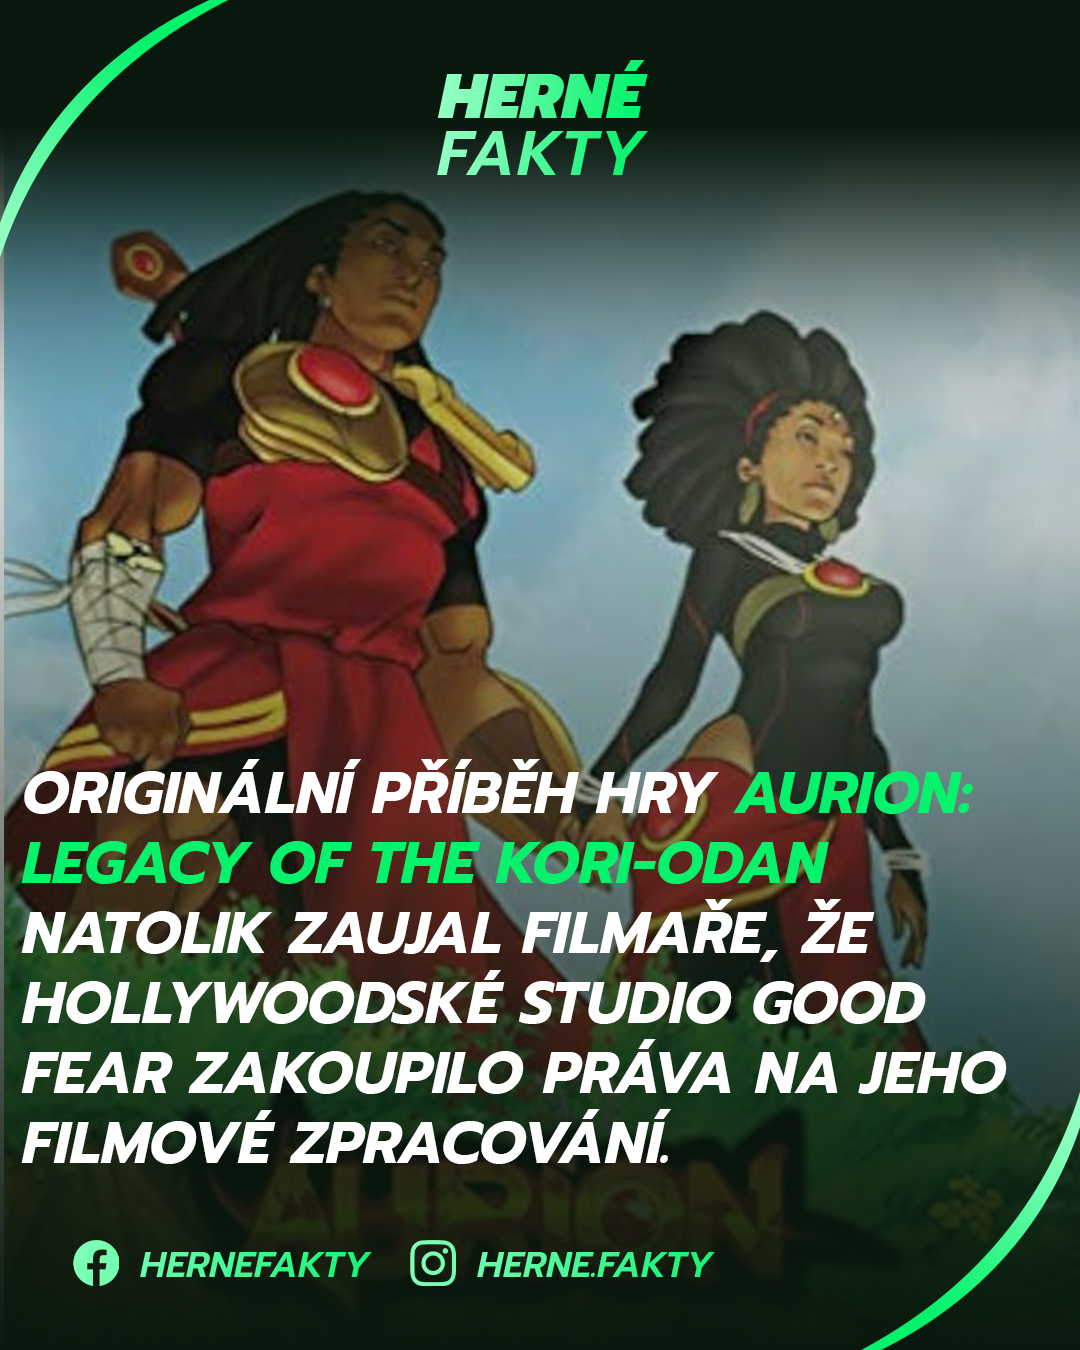 HERNÉ
FAKTY
ORIGINÁLNÍ PŘÍBĚH HRY AURION:
LEGACY OF THE KORI-ODAN
NATOLIK ZAUJAL FILMAŘE, ŽE
HOLLYWOODSKÉ STUDIO GOOD
FEAR ZAKOUPILO PRÁVA NA JEHO
FILMOVÉ ZPRACOVÁNÍ.
AURION
HERNEFAKTY HERNE.FAKTY